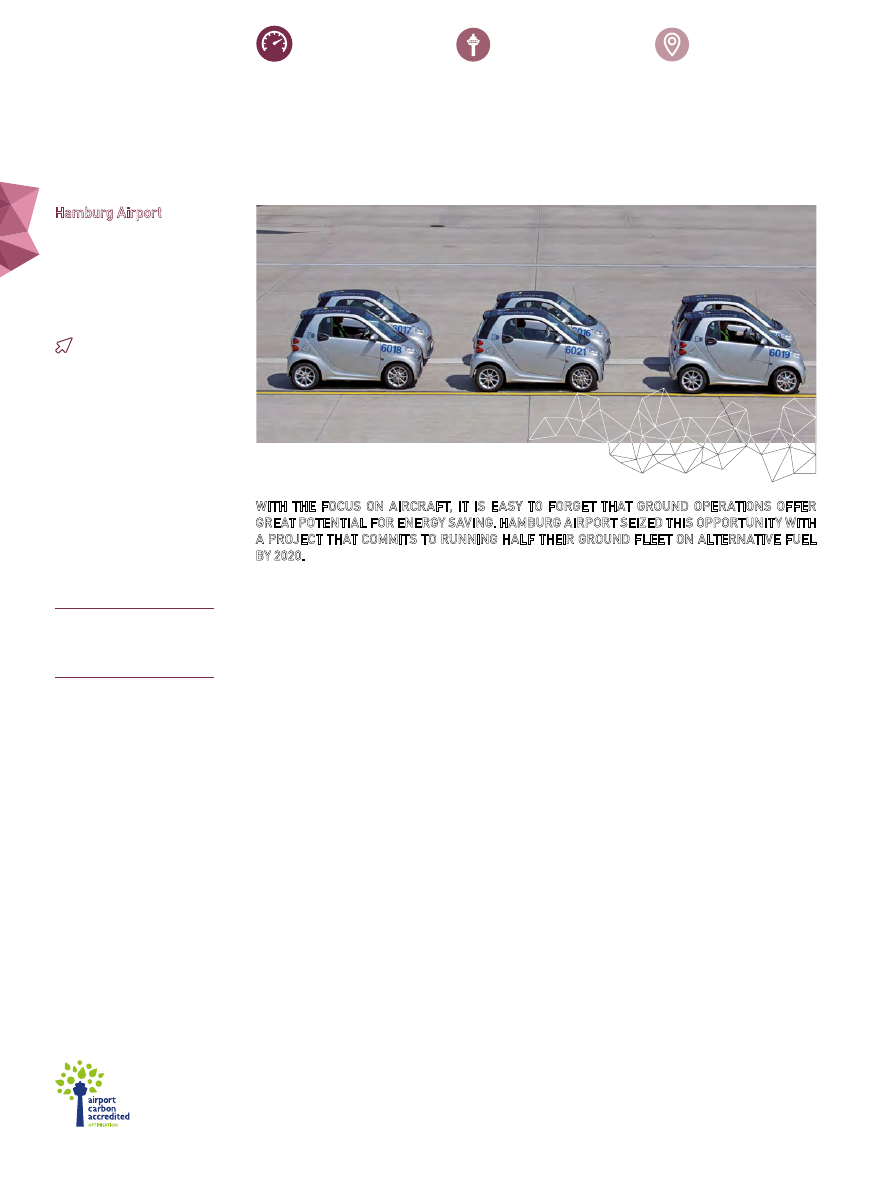 Hamburg Airport
Hamburg
Hamburg
6017
6018
6016
6021
6019
WITH THE FOCUS ON AIRCRAFT, IT IS EASY TO FORGET THAT GROUND OPERATIONS OFFER
GREAT POTENTIAL FOR ENERGY SAVING. HAMBURG AIRPORT SEIZED THIS OPPORTUNITY WITH
A PROJECT THAT COMMITS TO RUNNING HALF THEIR GROUND FLEET ON ALTERNATIVE FUEL
BY 2020.
airport
carbon
accredited
OPTIMISATION